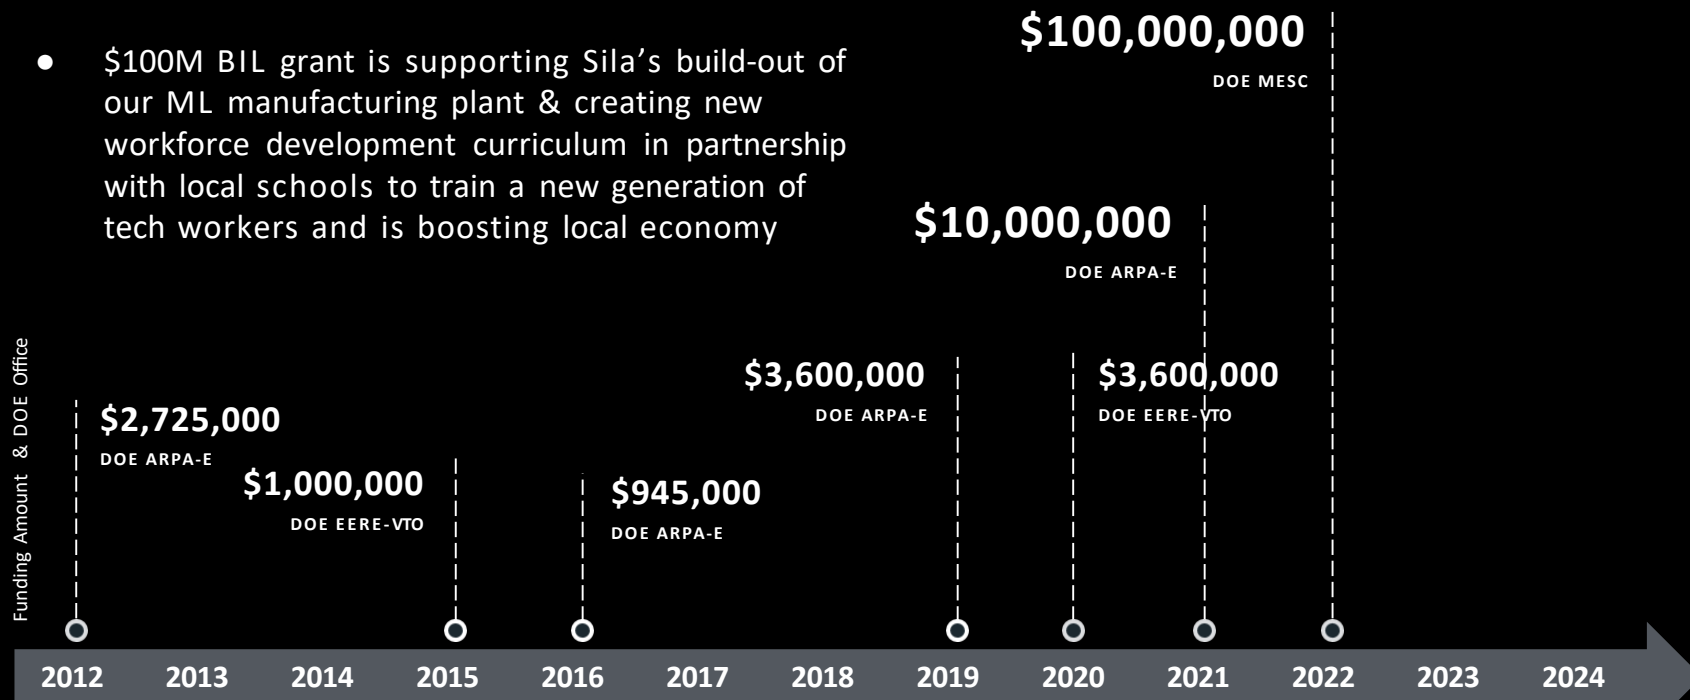 ● $100M BIL grant is supporting Sila's build-out of
our ML manufacturing plant & creating new
workforce development curriculum in partnership
with local schools to train a new generation of
tech workers and is boosting local economy
$100,000,000
DOE MESC
$10,000,000
DOE ARPA-E
$3,600,000
DOE ARPA-E
$3,600,000
DOE EERE-VTO
$2,725,000
DOE ARPA-E
$1,000,000
DOE EERE-VTO
$945,000
DOE ARPA-E
Funding Amount & DOE Office
2012 2013 2014 2015 2016 2017 2018 2019 2020 2021 2022 2023 2024